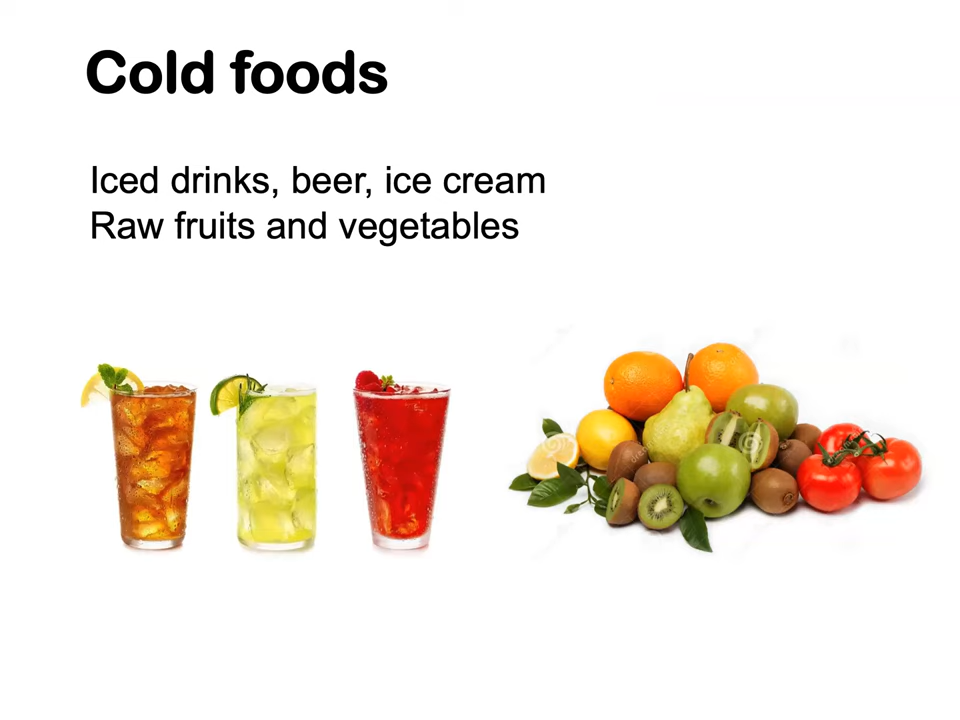 Cold foods
Iced drinks, beer, ice cream
Raw fruits and vegetables